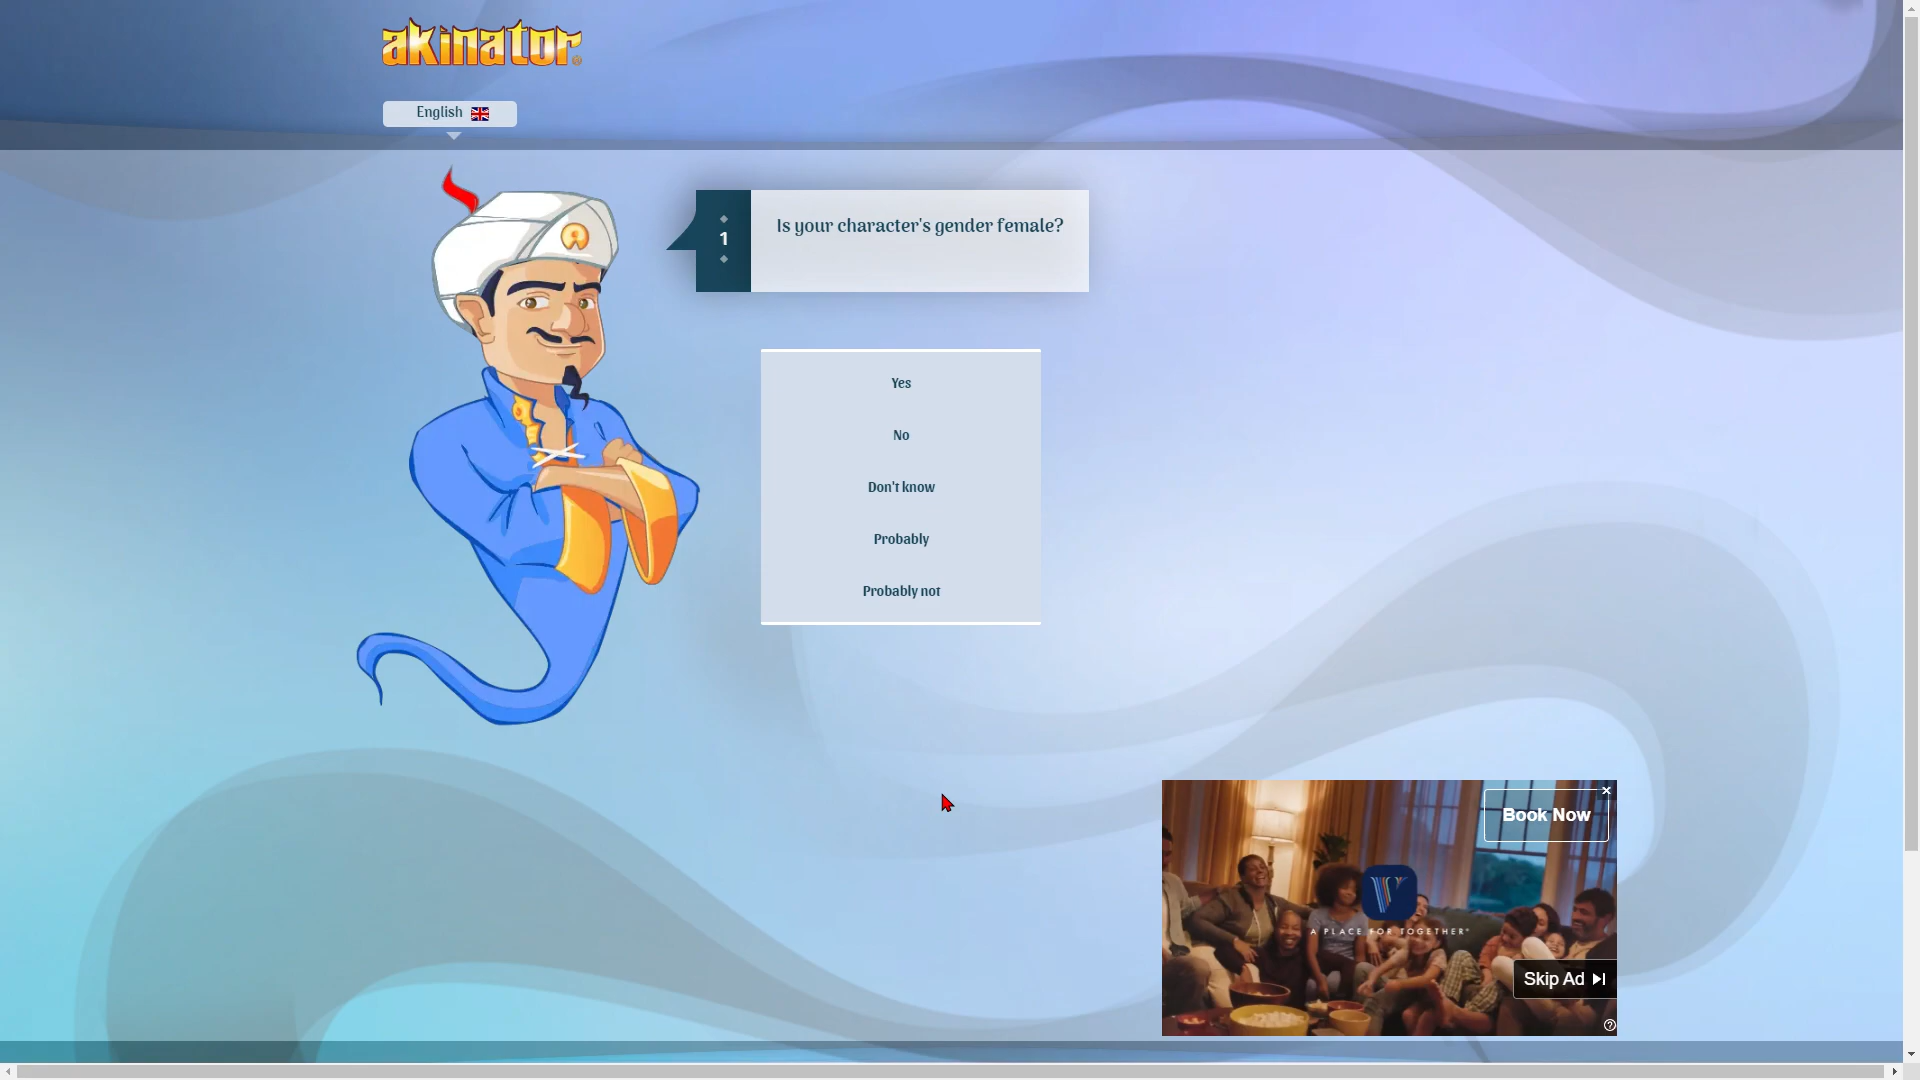 akinator
English
1
Is your character's gender female?
Yes
No
Don't know
Probably
Probably not
Book Now
A PLACE FOR TOGETHER
Skip Ad